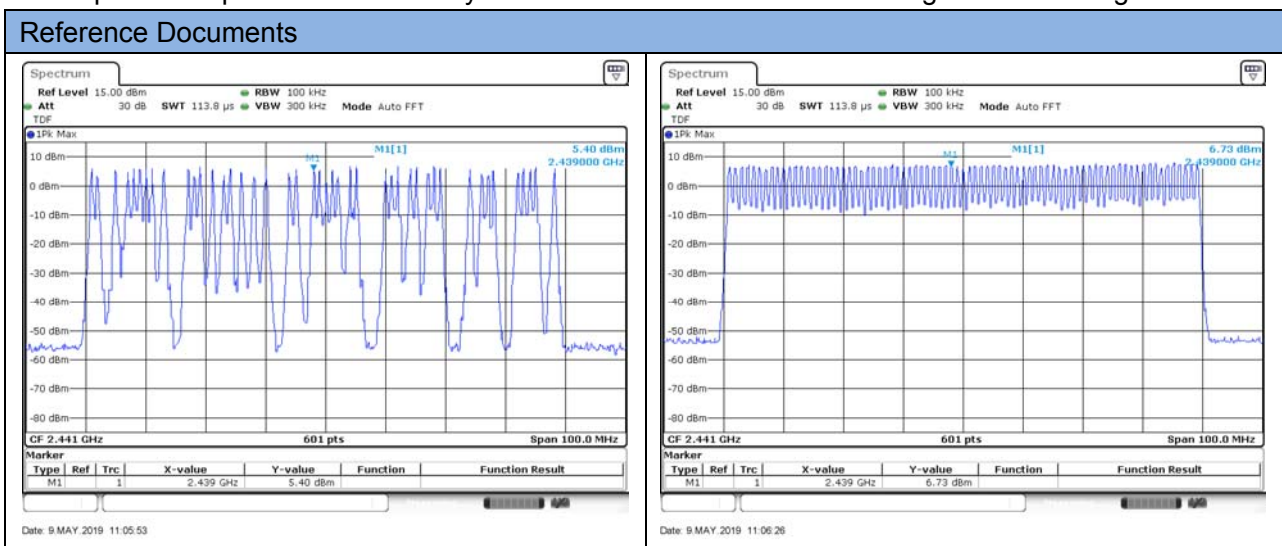 Reference Documents
Spectrum
Ref Level 15.00 dBm RBW 100 kHz
Att 30 dB SWT 113.8 µs VBW 300 kHz Mode Auto FFT
TDF
1Pk Max
M1[1] 5.40 dBm
2.439000 GHz
M1
10 dBm
0 dBm
-10 dBm
-20 dBm
-30 dBm
-40 dBm
-50 dBm
-60 dBm
-70 dBm
-80 dBm
CF 2.441 GHz 601 pts Span 100.0 MHz
Marker
Type Ref Trc X-value Y-value Function Function Result
M1 1 2.439 GHz 5.40 dBm
Date: 9.MAY.2019 11:05:53
Spectrum
Ref Level 15.00 dBm RBW 100 kHz
Att 30 dB SWT 113.8 µs VBW 300 kHz Mode Auto FFT
TDF
1Pk Max
M1[1] 6.73 dBm
2.439000 GHz
M1
10 dBm
0 dBm
-10 dBm
-20 dBm
-30 dBm
-40 dBm
-50 dBm
-60 dBm
-70 dBm
-80 dBm
CF 2.441 GHz 601 pts Span 100.0 MHz
Marker
Type Ref Trc X-value Y-value Function Function Result
M1 1 2.439 GHz 6.73 dBm
Date: 9.MAY.2019 11:06:26